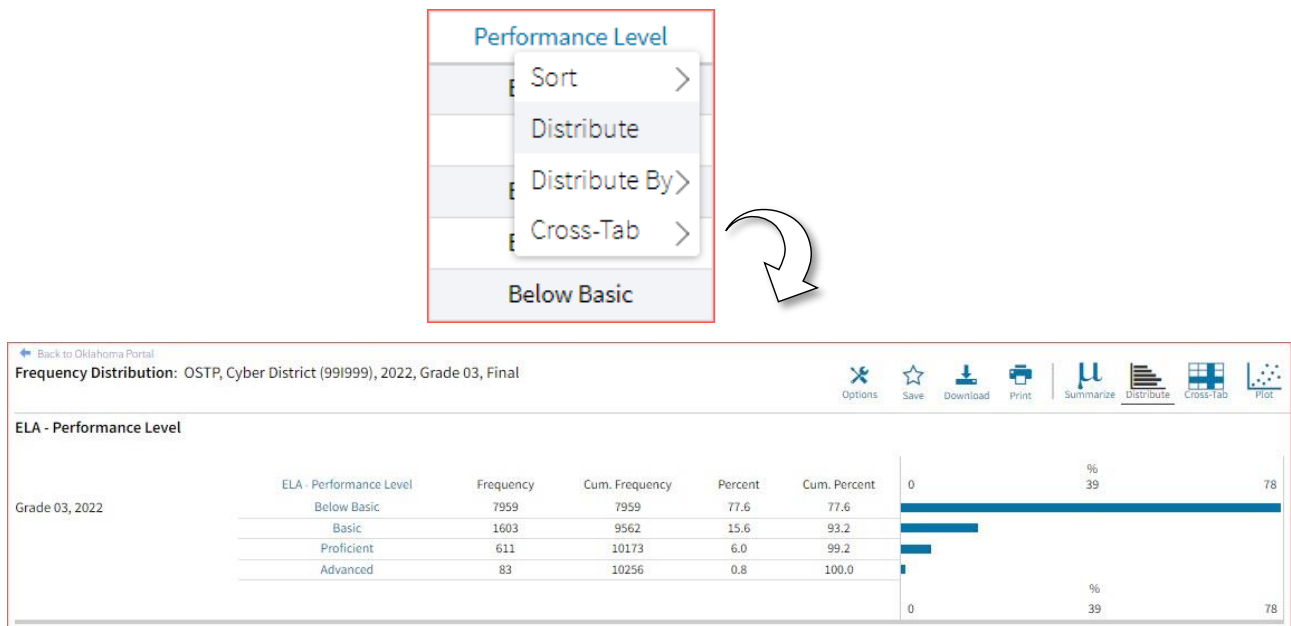 Performance Level
Sort
Distribute
Distribute By
Cross-Tab
Below Basic
Back to Oklahoma Portal
Frequency Distribution: OSTP, Cyber District (99I999), 2022, Grade 03, Final
Options Save Download Print Summarize Distribute Cross-Tab Plot
ELA - Performance Level
%
ELA - Performance Level Frequency Cum. Frequency Percent Cum. Percent 0 39 78
Grade 03, 2022 Below Basic 7959 7959 77.6 77.6
Basic 1603 9562 15.6 93.2
Proficient 611 10173 6.0 99.2
Advanced 83 10256 0.8 100.0
%
0 39 78